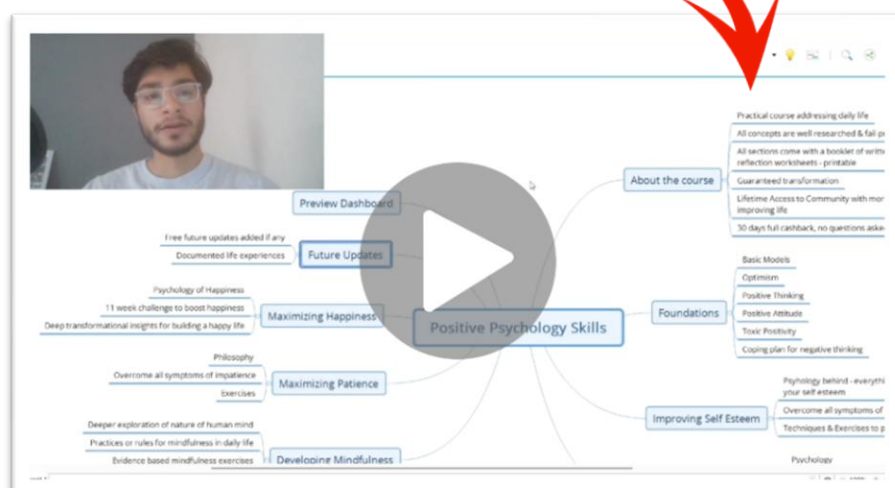 Practical course addressing daily life
All concepts are well researched &
All sections come with a booklet of
reflection worksheets - printable
Guaranteed transformation
Lifetime Access to Community with
improving life
30 days full cashback, no questions
About the course
Preview Dashboard
Free future updates added if any
Documented life experiences
Future Updates
Psychology of Happiness
11 week challenge to boost happiness
Deep transformational insights for building a happy life
Maximizing Happiness
Positive Psychology Skills
Basic Models
Optimism
Positive Thinking
Positive Attitude
Toxic Positivity
Coping plan for negative thinking
Foundations
Philosophy
Overcome all symptoms of impatience
Exercises
Maximizing Patience
Psyhology behind -
your self esteem
Overcome all symptoms of
Techniques & Exercises to
Improving Self Esteem
Deeper exploration of nature of human mind
Practices or rules for mindfulness in daily life
Evidence based mindfulness exercises
Developing Mindfulness
Psychology